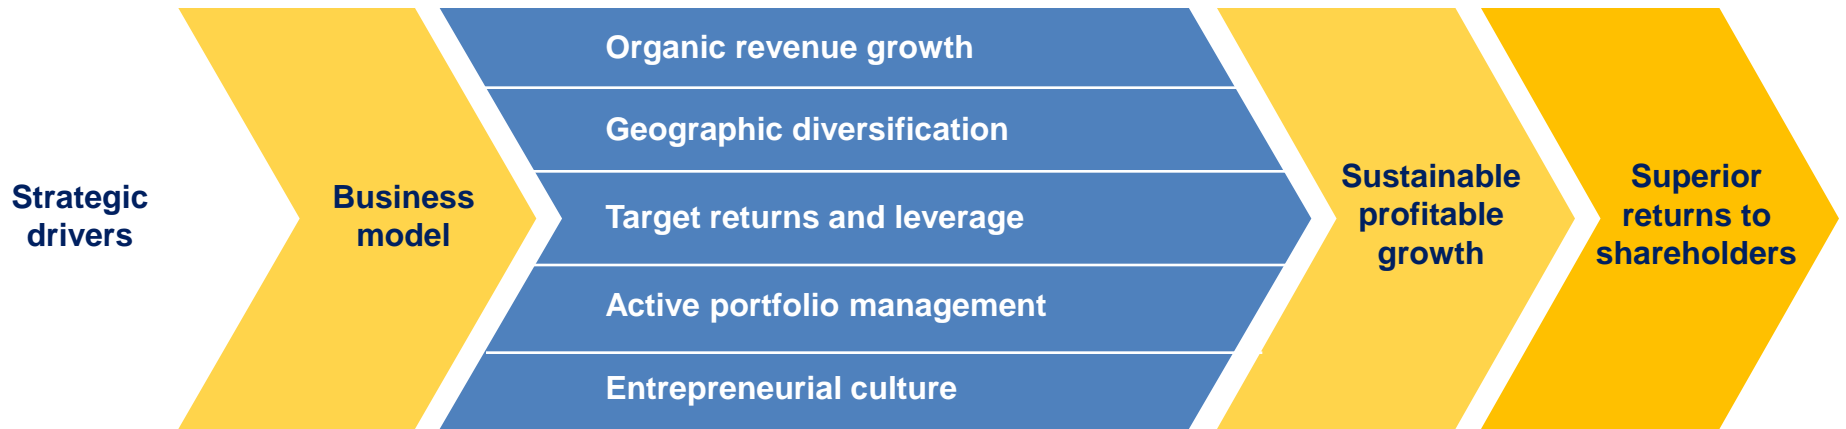 Strategic
drivers
Business
model
Organic revenue growth
Geographic diversification
Target returns and leverage
Active portfolio management
Entrepreneurial culture
Sustainable
profitable
growth
Superior
returns to
shareholders